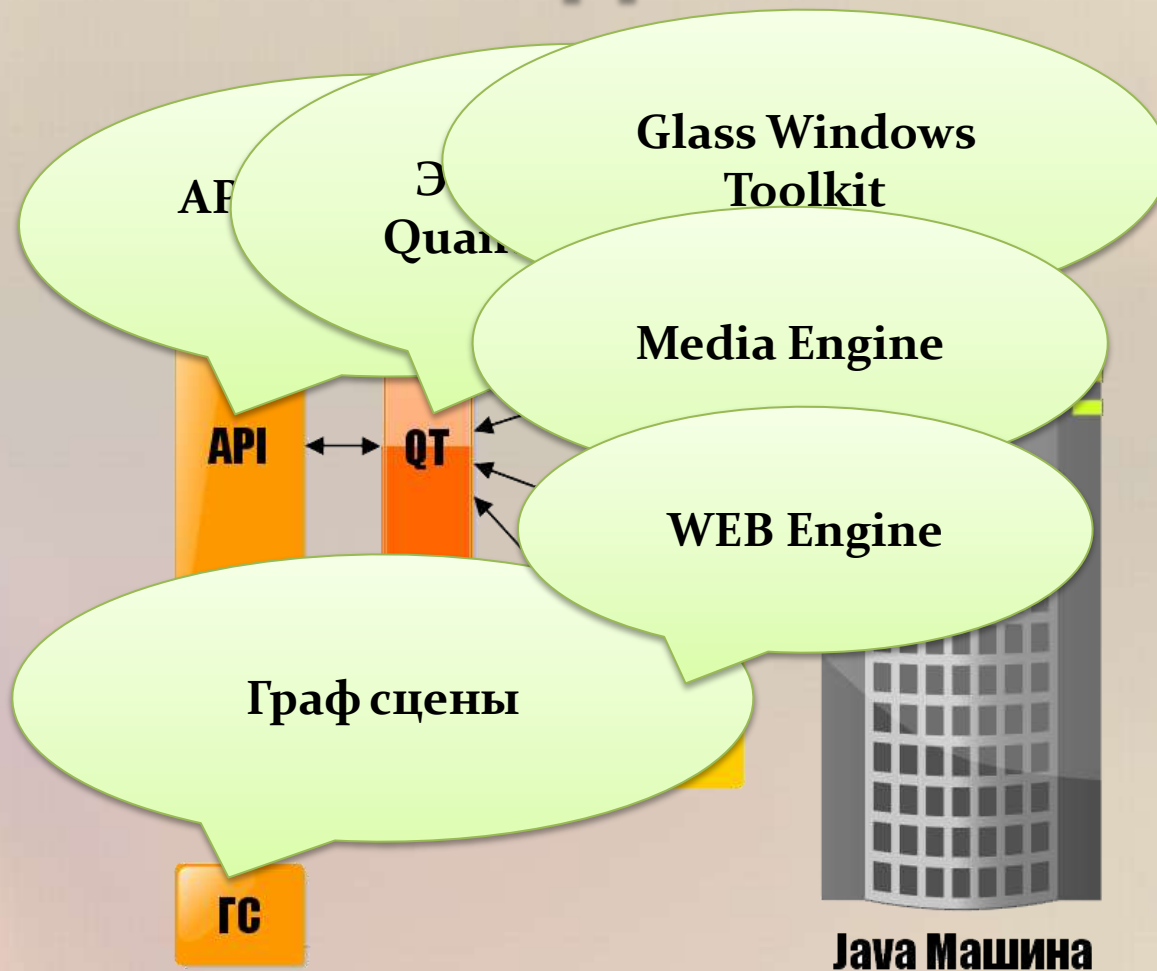 Glass Windows
Toolkit
Media Engine
API
QT
WEB Engine
Граф сцены
ГС
Java Машина